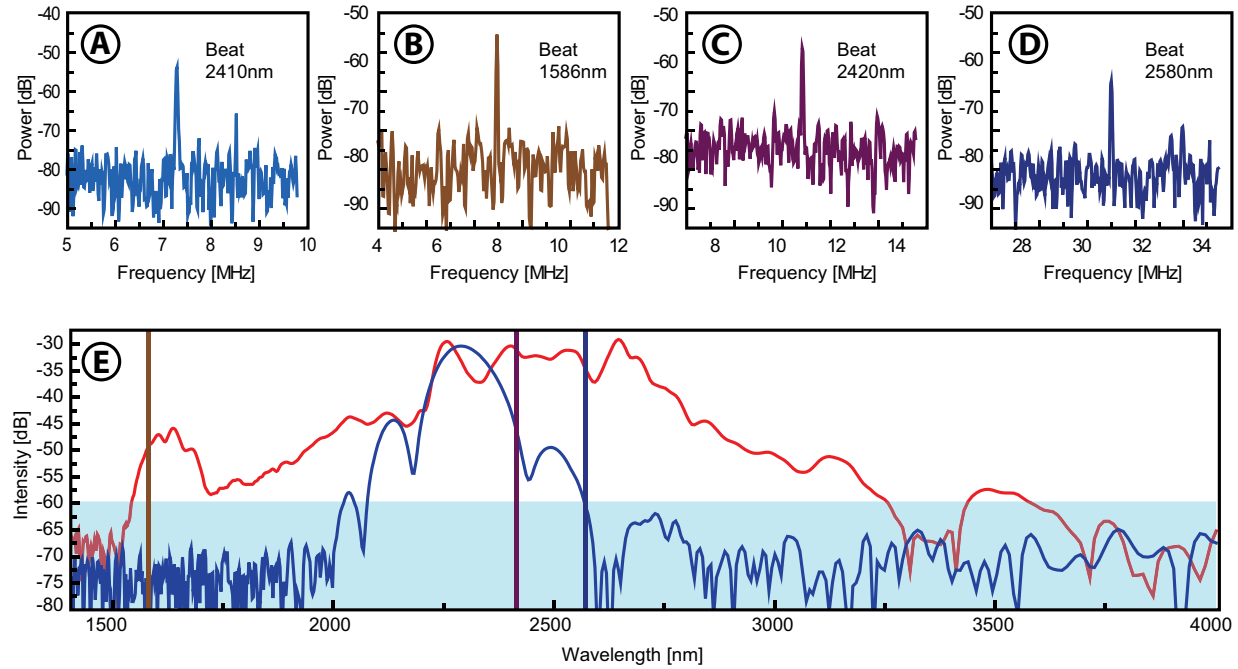 A
Beat
2410nm
Power [dB]
-40
-50
-60
-70
-80
-90
5 6 7 8 9 10
Frequency [MHz]
B
Beat
1586nm
Power [dB]
-50
-60
-70
-80
-90
4 6 8 10 12
Frequency [MHz]
C
Beat
2420nm
Power [dB]
-50
-60
-70
-80
-90
8 10 12 14
Frequency [MHz]
D
Beat
2580nm
Power [dB]
-50
-60
-70
-80
-90
28 30 32 34
Frequency [MHz]
E
Intensity [dB]
-30
-35
-40
-45
-50
-55
-60
-65
-70
-75
-80
1500 2000 2500 3000 3500 4000
Wavelength [nm]